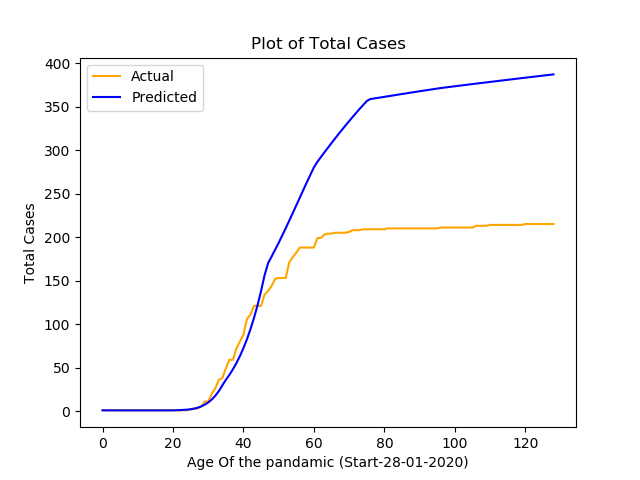 Plot of Total Cases
Actual
Predicted
400
350
300
250
200
150
100
50
0
Total Cases
0 20 40 60 80 100 120
Age Of the pandamic (Start-28-01-2020)